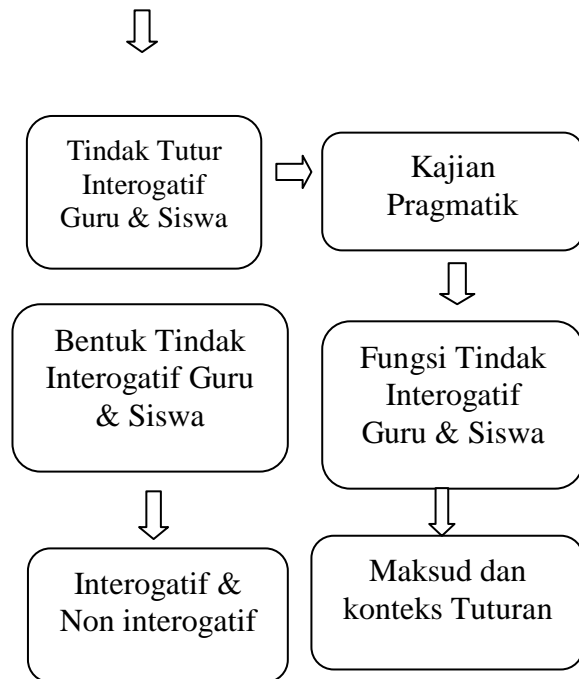 Tindak Tutur
Interogatif
Guru & Siswa
Kajian
Pragmatik
Bentuk Tindak
Interogatif Guru
& Siswa
Fungsi Tindak
Interogatif
Guru & Siswa
Interogatif &
Non interogatif
Maksud dan
konteks Tuturan